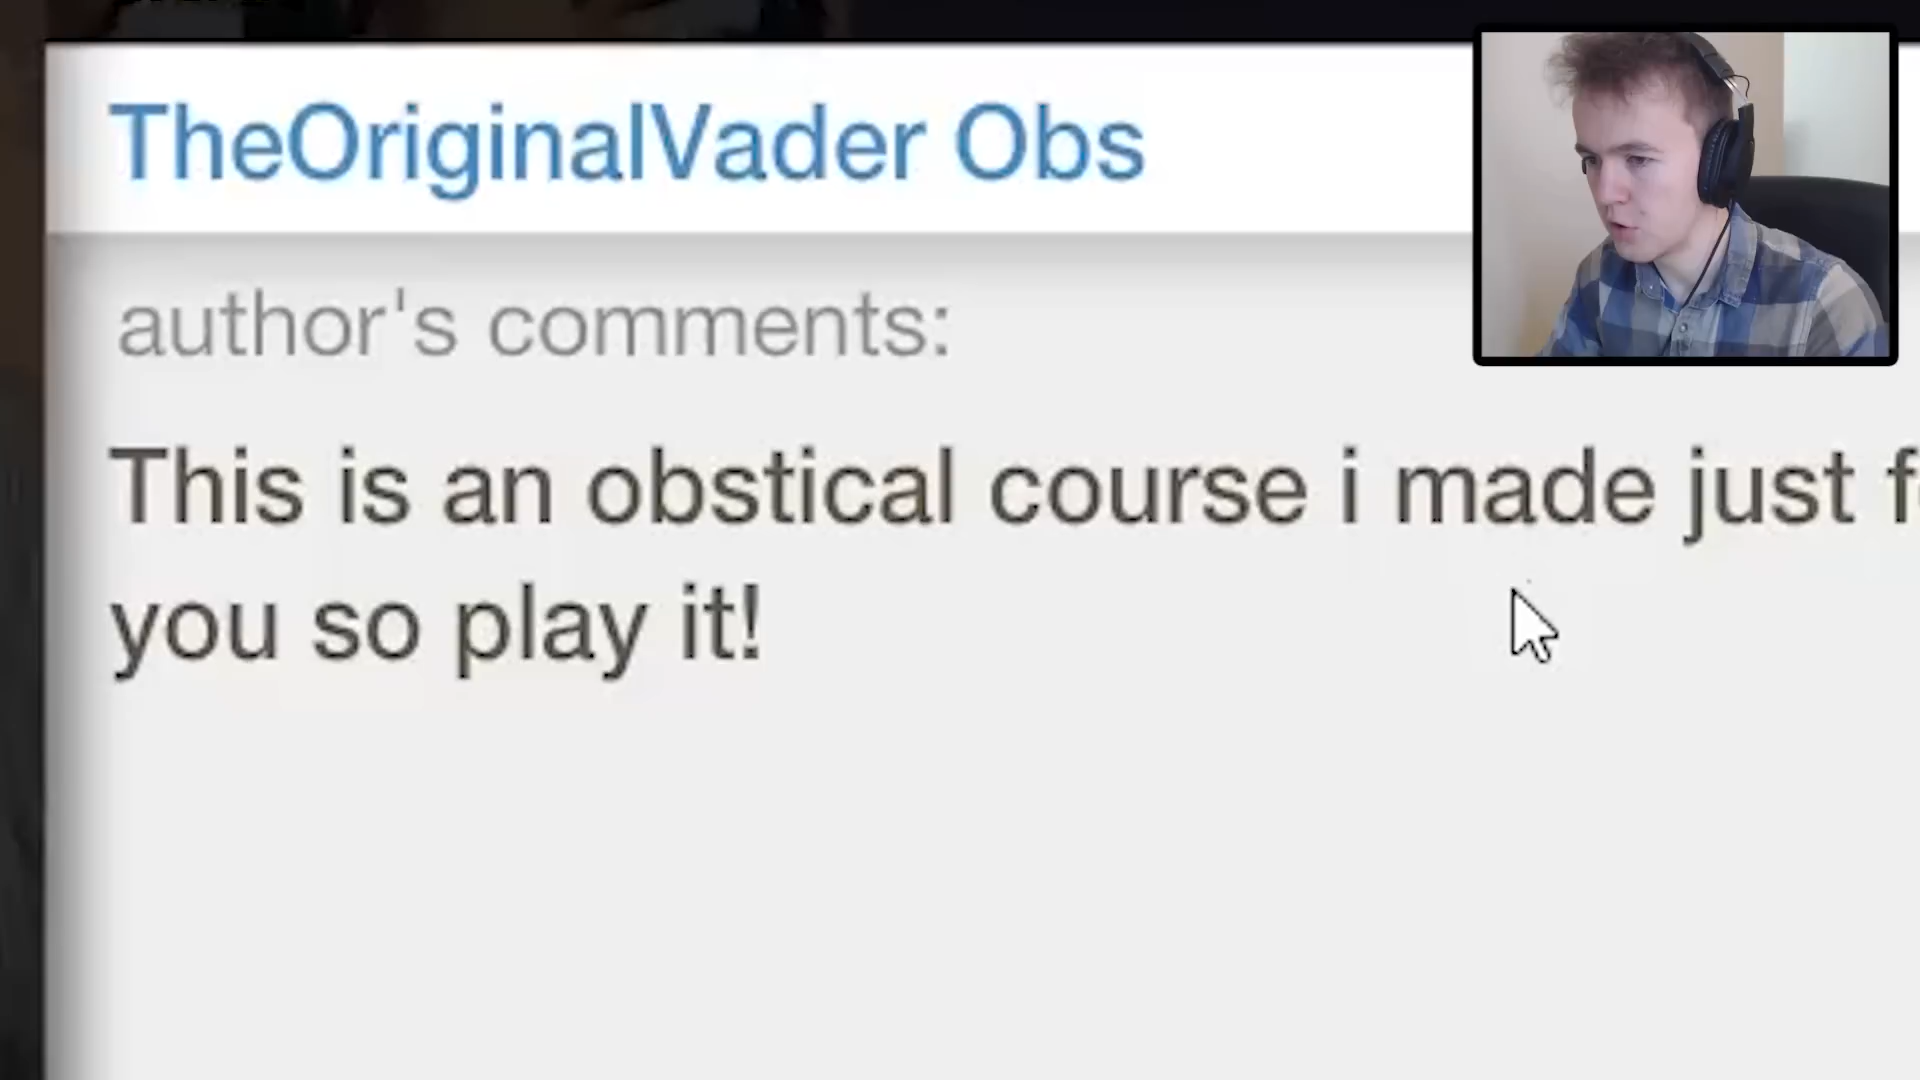 TheOriginalVader Obs
author's comments:
This is an obstical course i made just
you so play it!